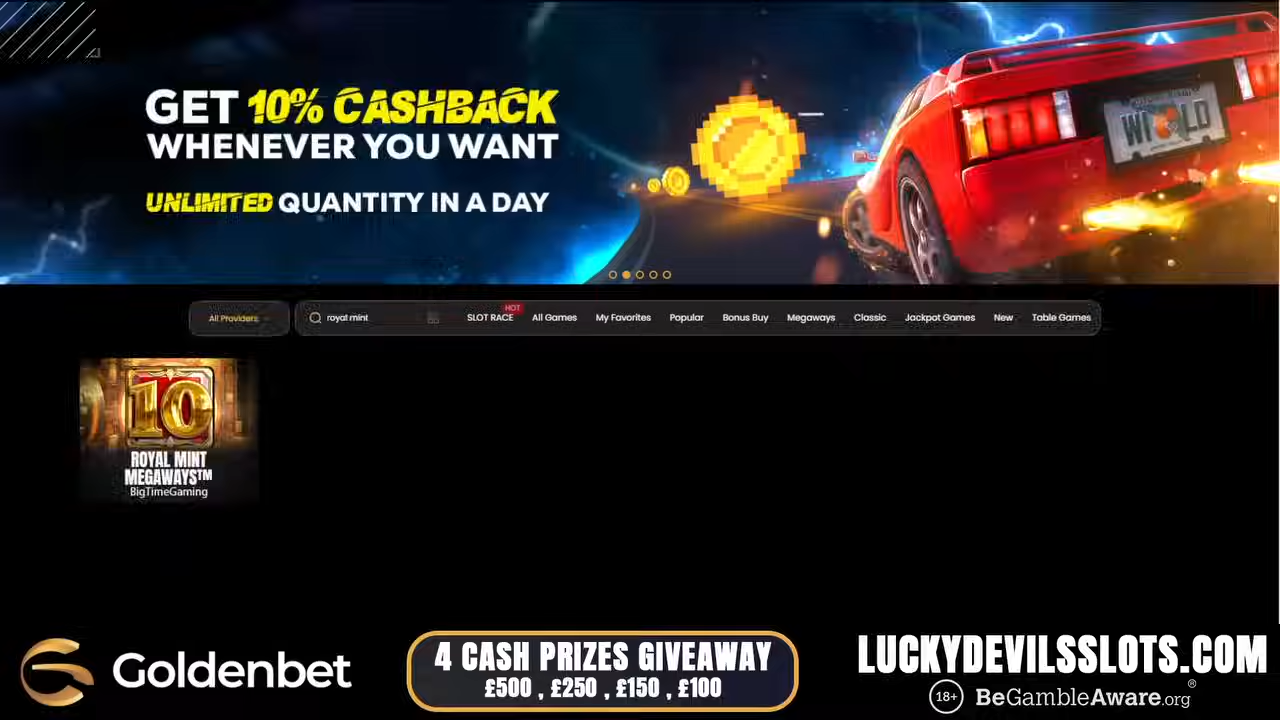 GET 10% CASHBACK
WHENEVER YOU WANT
UNLIMITED QUANTITY IN A DAY
All Providers
royal mint
SLOT RACE
HOT
All Games
My Favorites
Popular
Bonus Buy
Megaways
Classic
Jackpot Games
New
Table Games
10
ROYAL MINT
MEGAWAYS™
BigTimeGaming
Goldenbet
4 CASH PRIZES GIVEAWAY
£500 , £250 , £150 , £100
LUCKYDEVILSSLOTS.COM
18+ BeGambleAware.org®